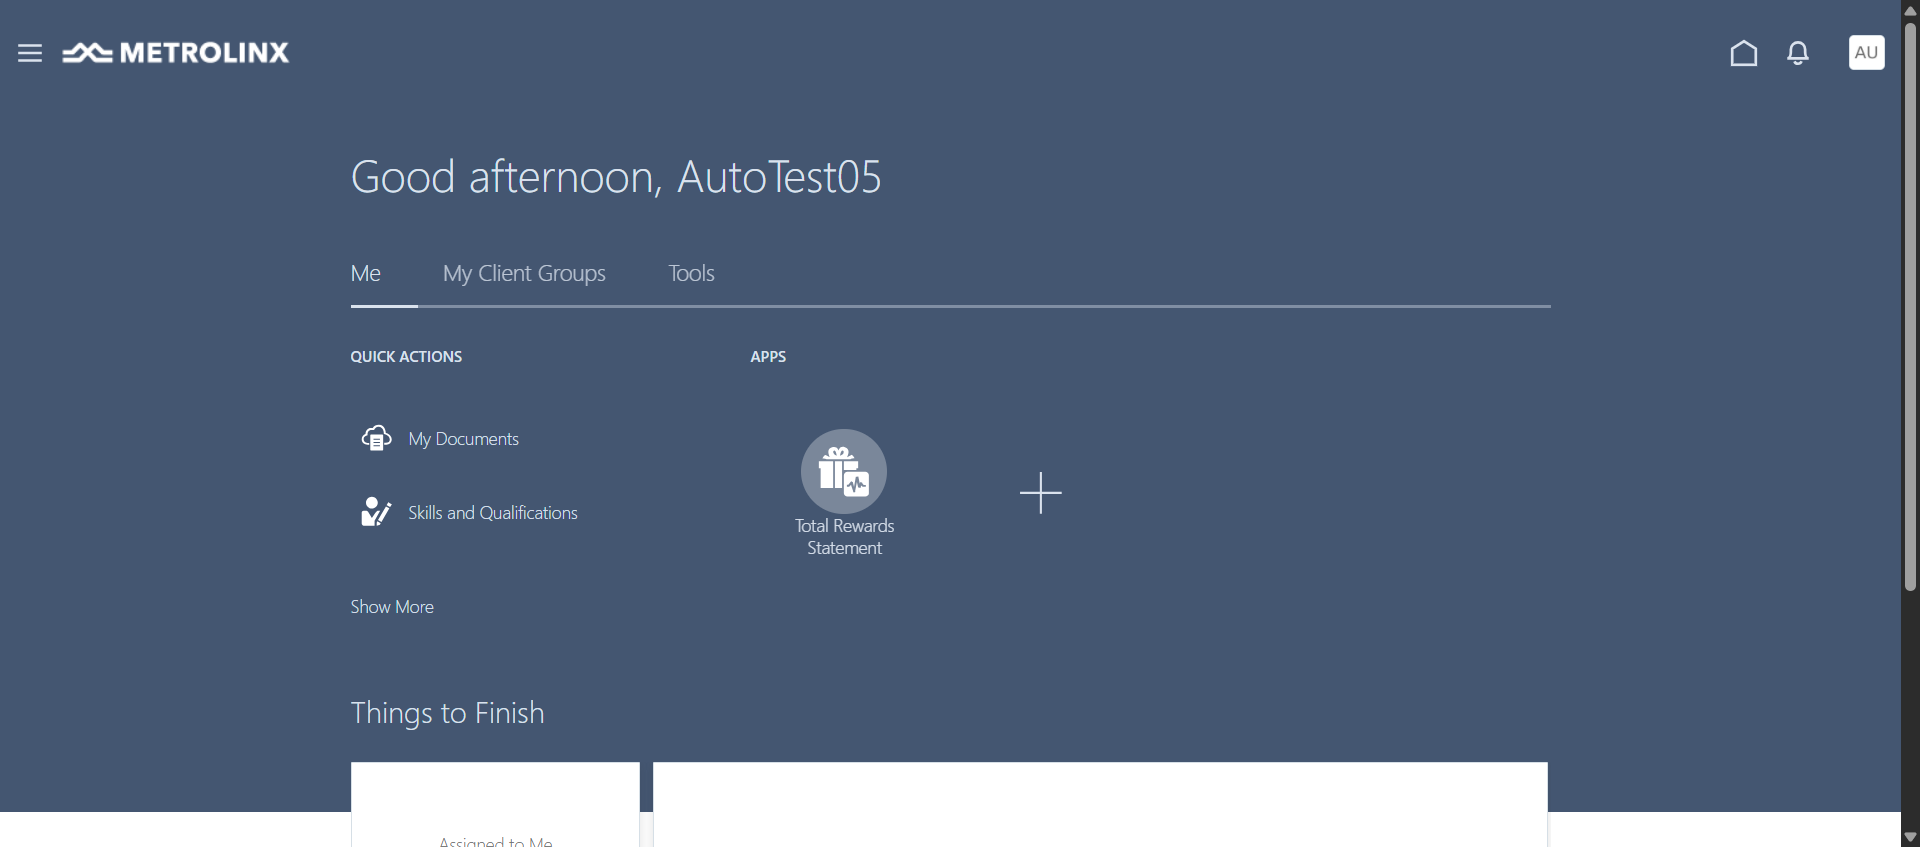 METROLINX
AU
Good afternoon, AutoTest05
Me
My Client Groups
Tools
QUICK ACTIONS
APPS
My Documents
Skills and Qualifications
Show More
Total Rewards
Statement
Things to Finish
Assigned to Me